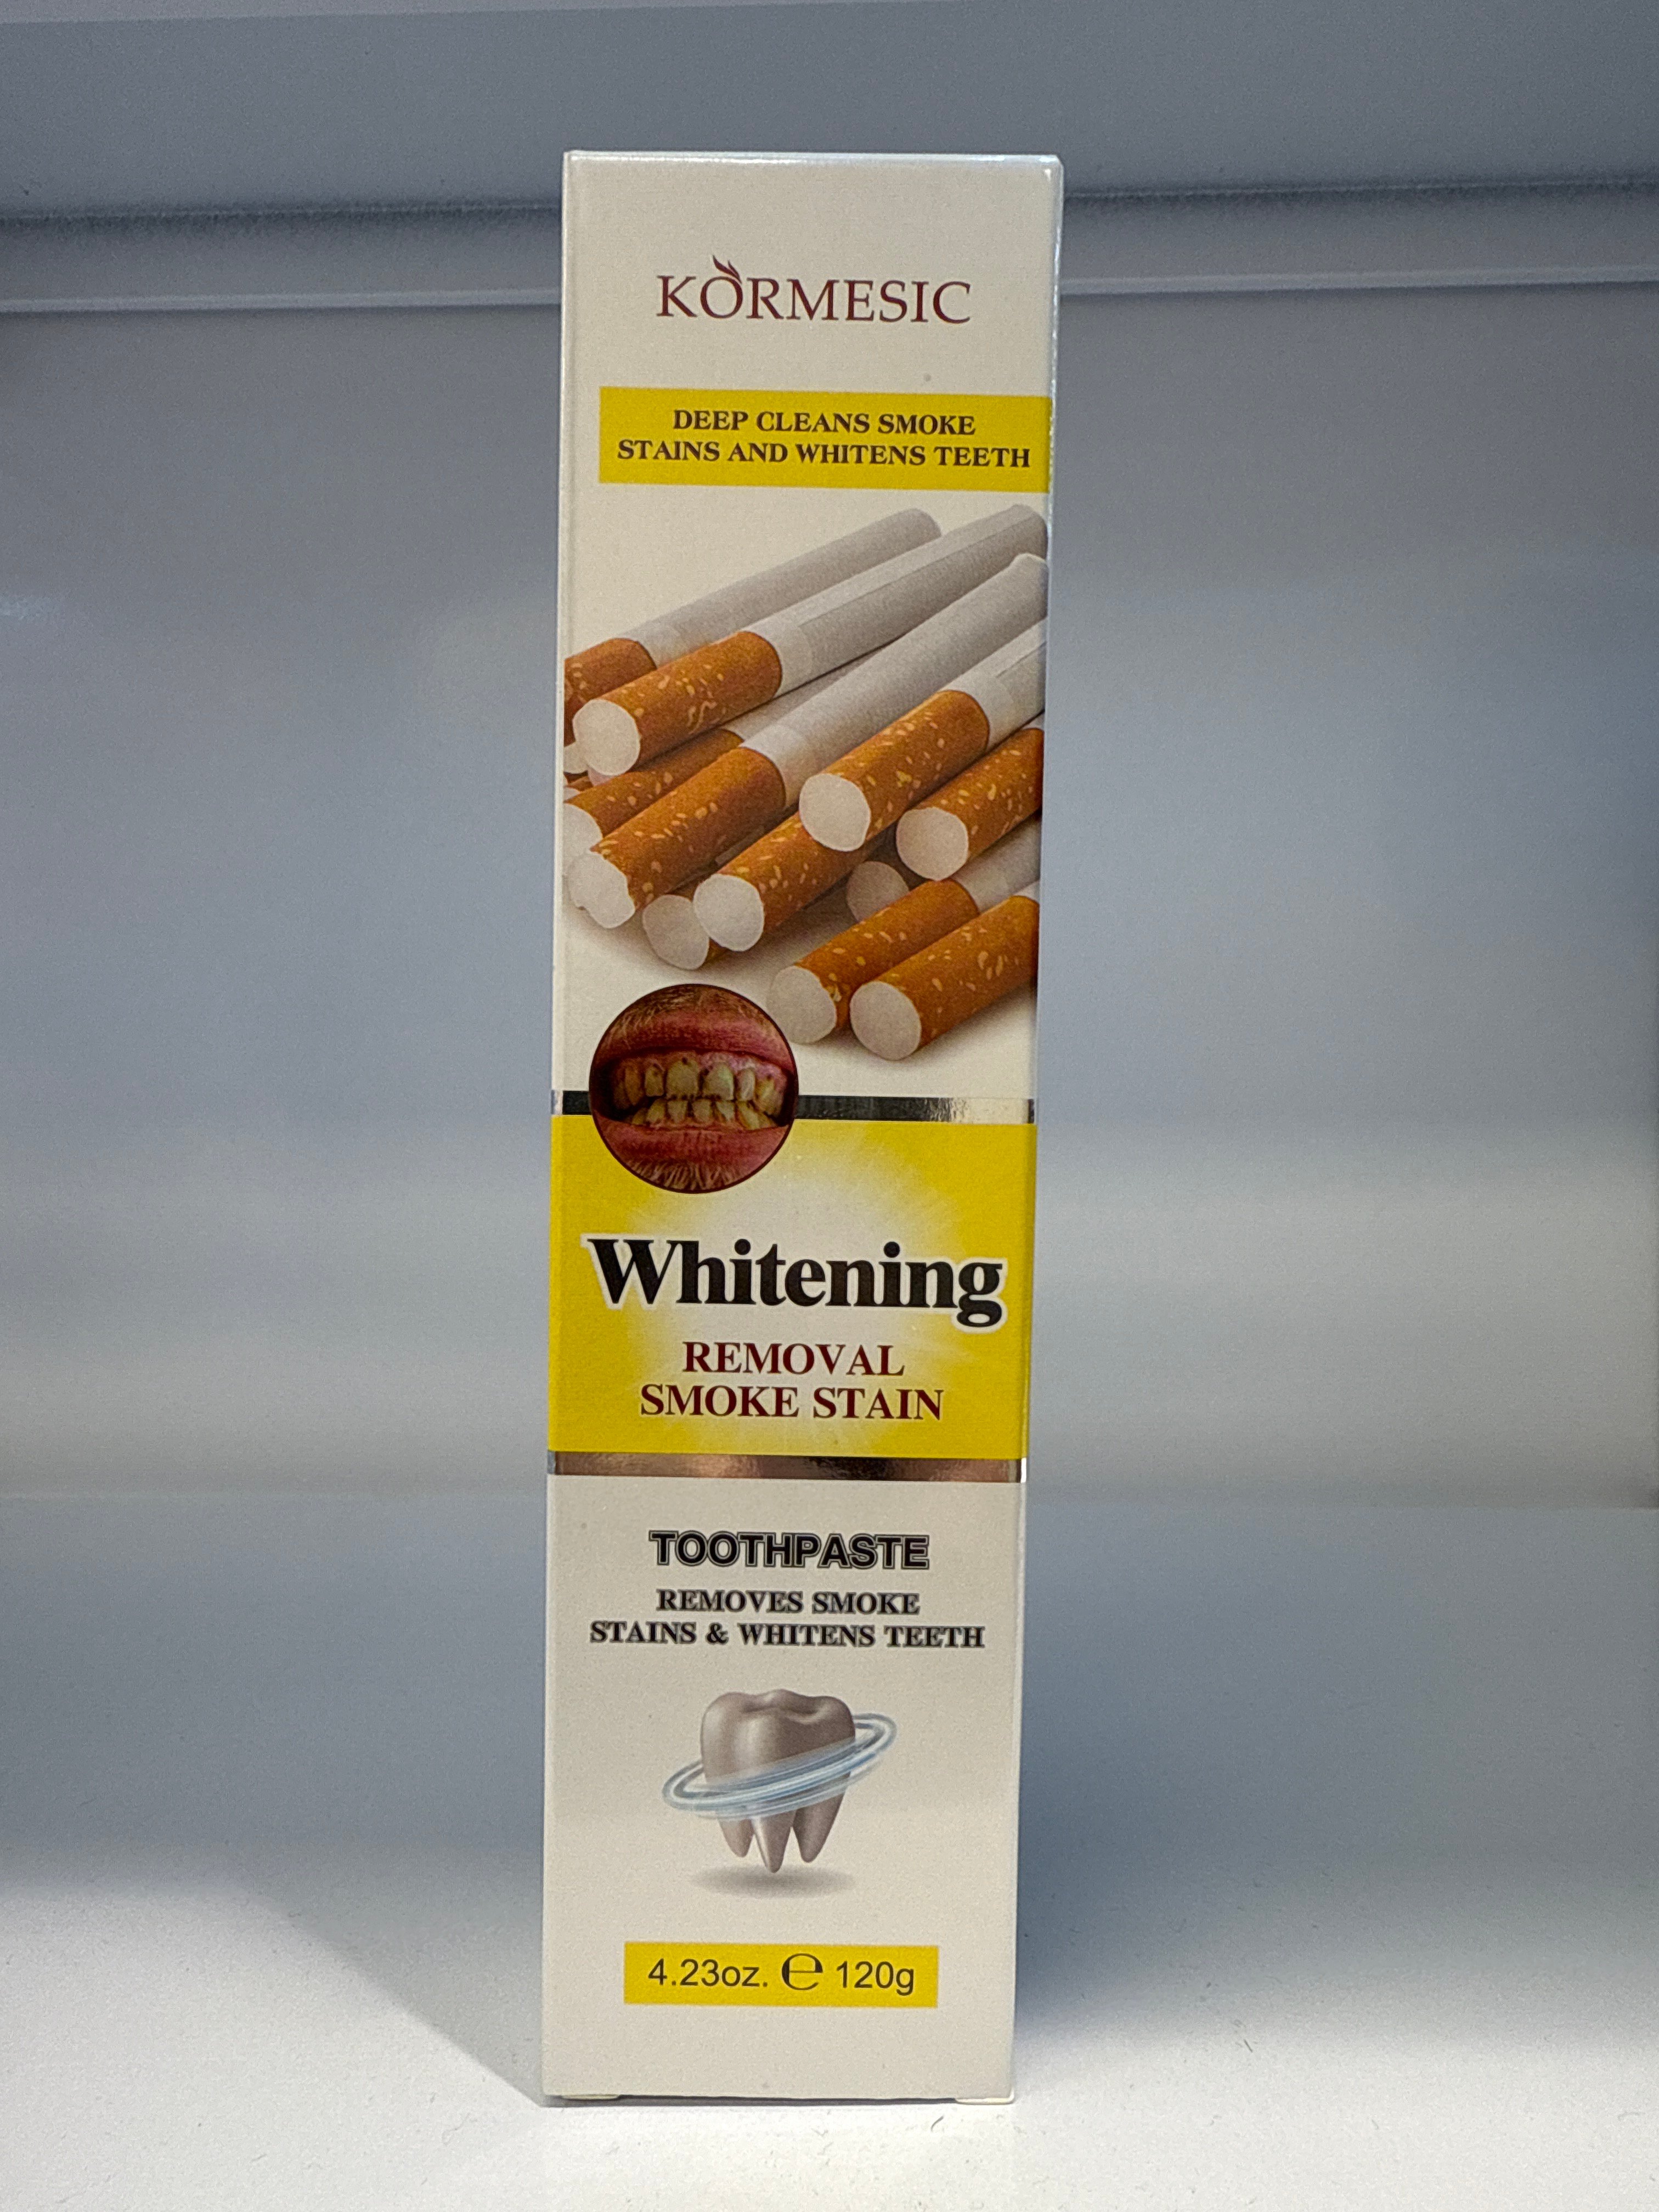 KORMESIC
DEEP CLEANS SMOKE
STAINS AND WHITENS TEETH
Whitening
REMOVAL
SMOKE STAIN
TOOTHPASTE
REMOVES SMOKE
STAINS & WHITENS TEETH
4.23oz. ℮ 120g